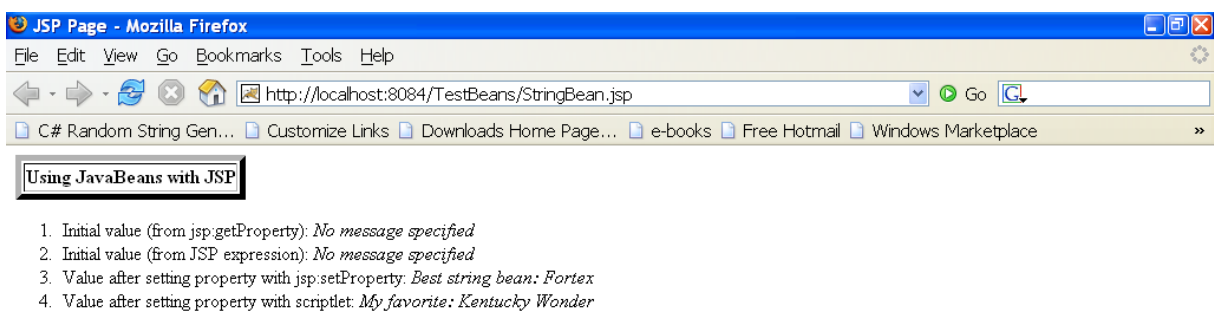 JSP Page - Mozilla Firefox
File Edit View Go Bookmarks Tools Help
http://localhost:8084/TestBeans/StringBean.jsp Go G
C# Random String Gen... Customize Links Downloads Home Page... e-books Free Hotmail Windows Marketplace »
Using JavaBeans with JSP
1. Initial value (from jsp:getProperty): No message specified
2. Initial value (from JSP expression): No message specified
3. Value after setting property with jsp:setProperty: Best string bean: Fortex
4. Value after setting property with scriptlet: My favorite: Kentucky Wonder